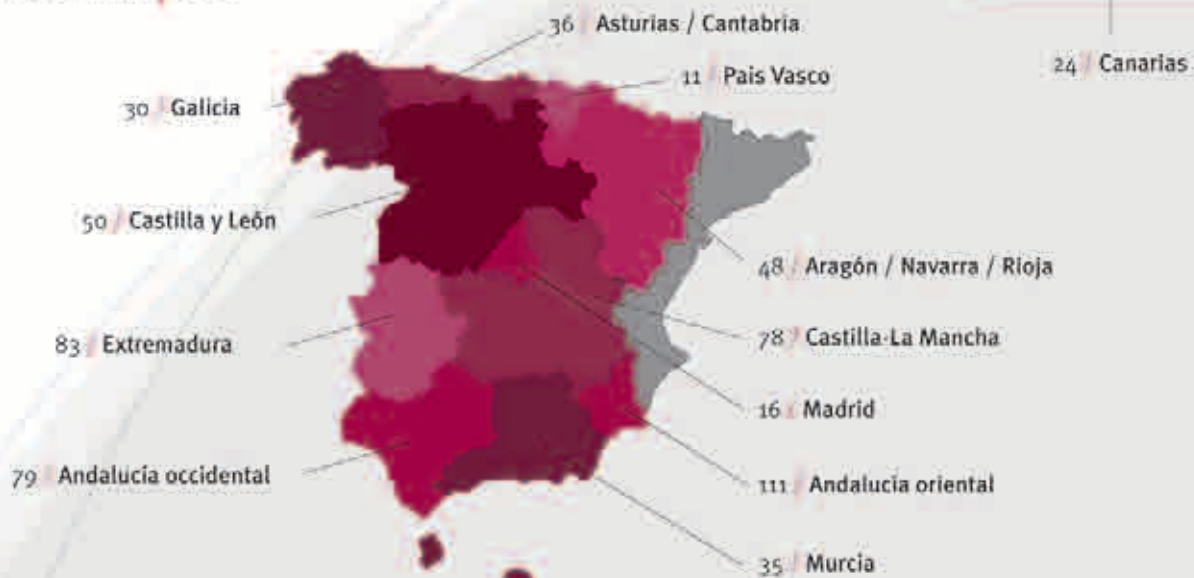 36 / Asturias / Cantabria
11 / Pais Vasco
24 / Canarias
30 / Galicia
50 / Castilla y León
48 / Aragón / Navarra / Rioja
83 / Extremadura
78 / Castilla-La Mancha
16 / Madrid
79 / Andalucía occidental
111 / Andalucía oriental
35 / Murcia